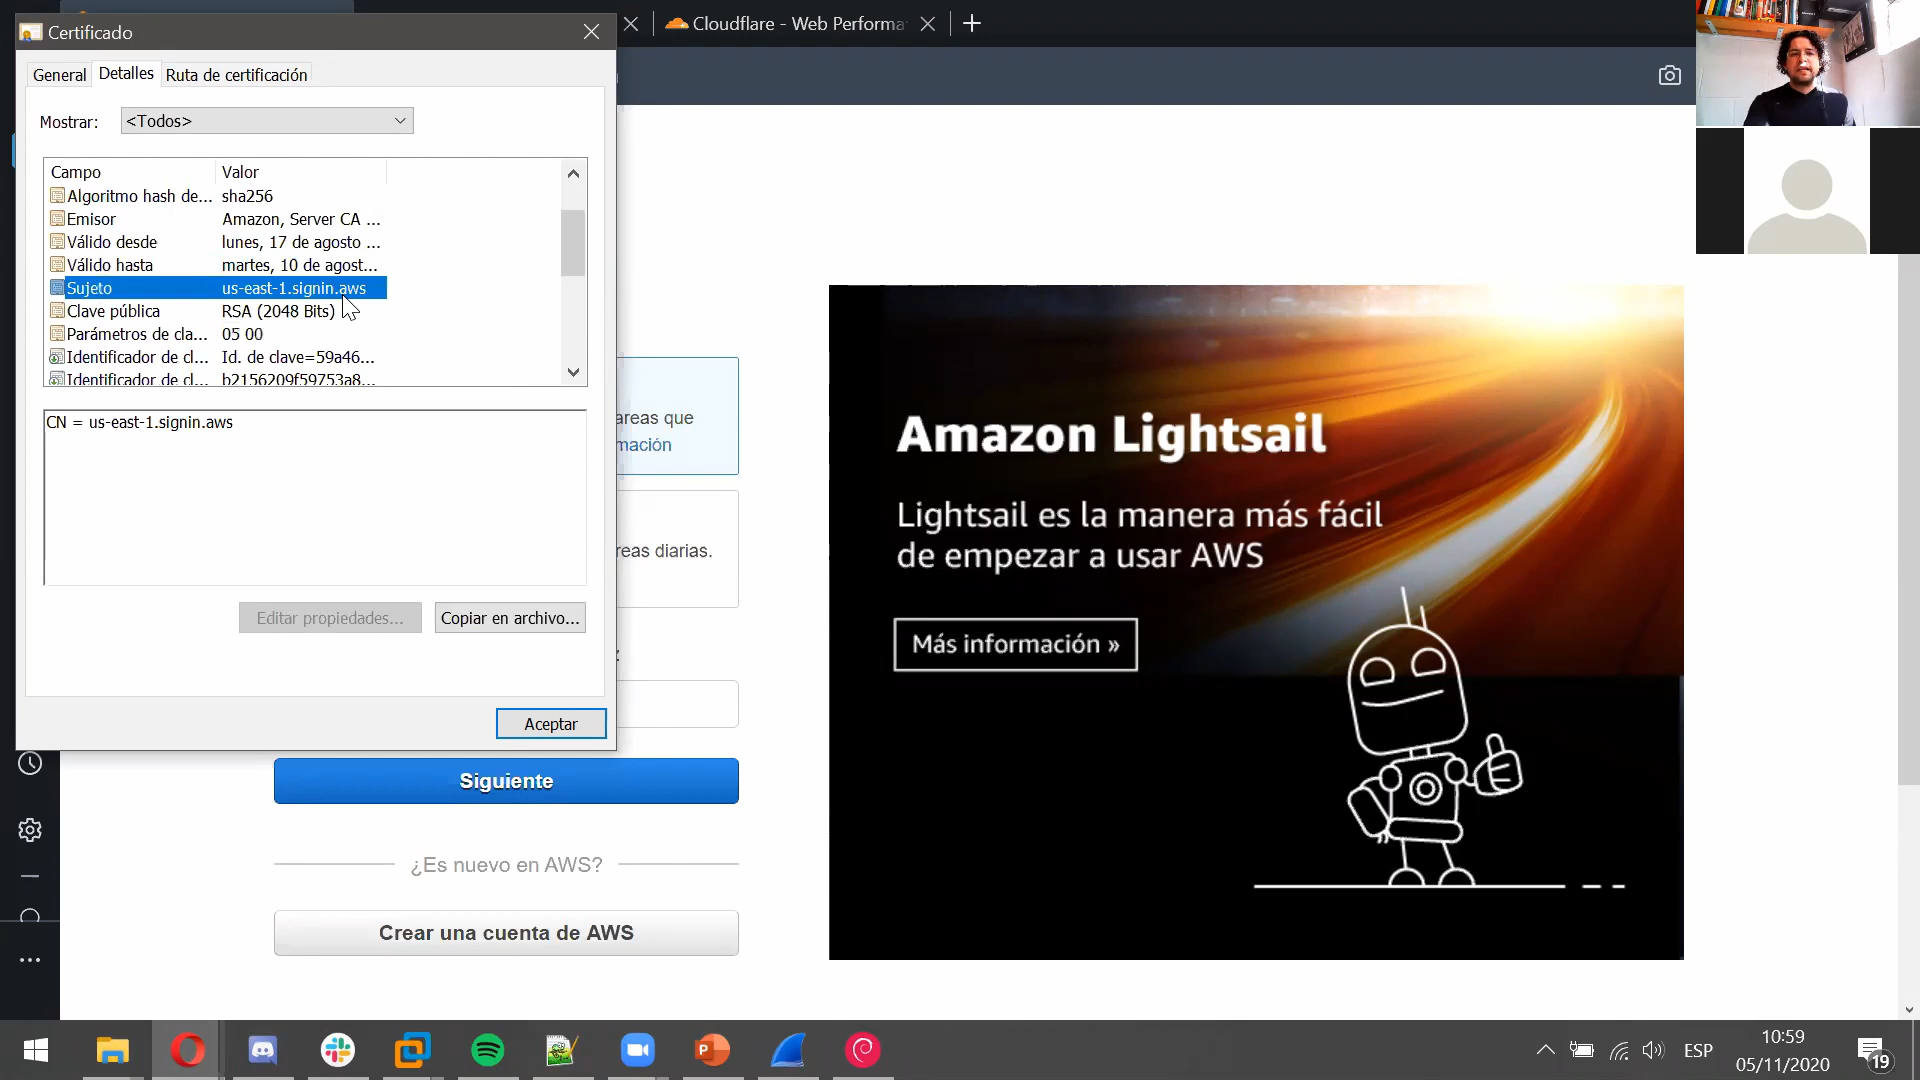 Certificado
Cloudflare - Web Performa
General
Detalles
Ruta de certificación
Mostrar:
<Todos>
Campo
Valor
Algoritmo hash de...
sha256
Emisor
Amazon, Server CA ...
Válido desde
lunes, 17 de agosto ...
Válido hasta
martes, 10 de agost...
Sujeto
us-east-1.signin.aws
Clave pública
RSA (2048 Bits)
Parámetros de cla...
05 00
Identificador de cl...
Id. de clave=59a46...
Identificador de cl...
b2156209f59753a8...
CN = us-east-1.signin.aws
Editar propiedades...
Copiar en archivo...
Aceptar
areas que
mación
reas diarias.
Siguiente
¿Es nuevo en AWS?
Crear una cuenta de AWS
Amazon Lightsail
Lightsail es la manera más fácil
de empezar a usar AWS
Más información »
ESP
10:59
05/11/2020
19